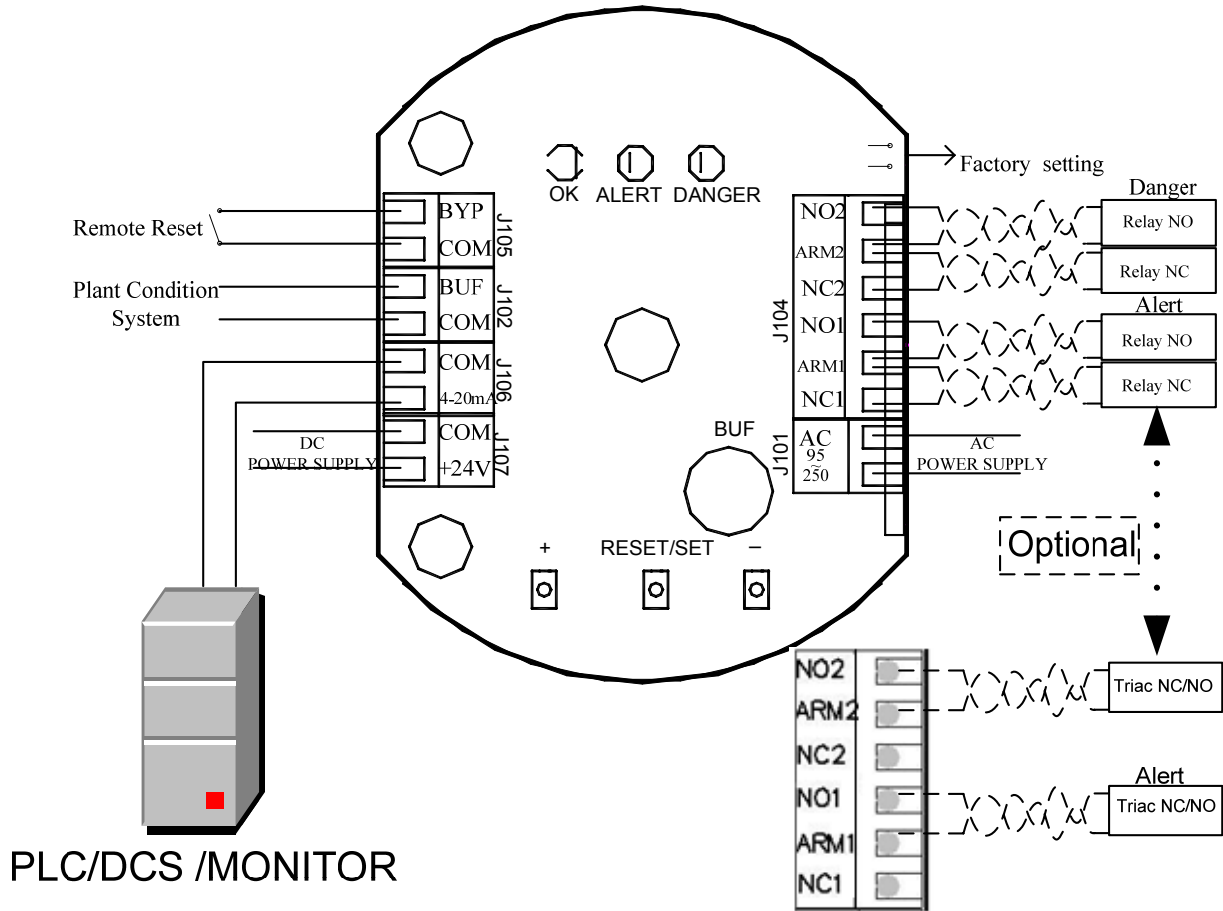 OK ALERT DANGER
Factory setting
Remote Reset
BYP
COM
J105
Plant Condition
System
BUF
COM
J102
COM
4-20mA
J106
DC
POWER SUPPLY
COM
+24V
J107
NO2
ARM2
NC2
NO1
ARM1
NC1
J104
Danger
Relay NO
Relay NC
Alert
Relay NO
Relay NC
BUF
AC
95
~
250
J101
AC
POWER SUPPLY
+ RESET/SET −
Optional
NO2
ARM2
NC2
NO1
ARM1
NC1
Triac NC/NO
Alert
Triac NC/NO
PLC/DCS /MONITOR